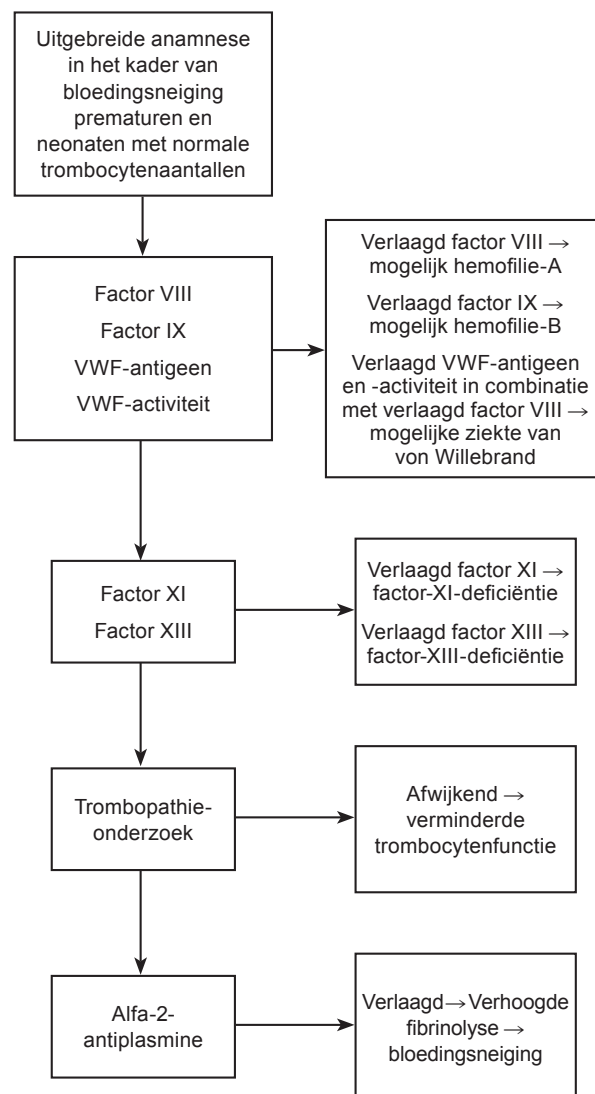 Uitgebreide anamnese
in het kader van
bloedingsneiging
prematuren en
neonaten met normale
trombocytenaantallen
Factor VIII
Factor IX
VWF-antigeen
VWF-activiteit
Verlaagd factor VIII →
mogelijk hemofilie-A
Verlaagd factor IX →
mogelijk hemofilie-B
Verlaagd VWF-antigeen
en -activiteit in combinatie
met verlaagd factor VIII →
mogelijke ziekte van
von Willebrand
Factor XI
Factor XIII
Verlaagd factor XI →
factor-XI-deficiëntie
Verlaagd factor XIII →
factor-XIII-deficiëntie
Trombopathie-
onderzoek
Afwijkend →
verminderde
trombocytenfunctie
Alfa-2-
antiplasmine
Verlaagd → Verhoogde
fibrinolyse →
bloedingsneiging